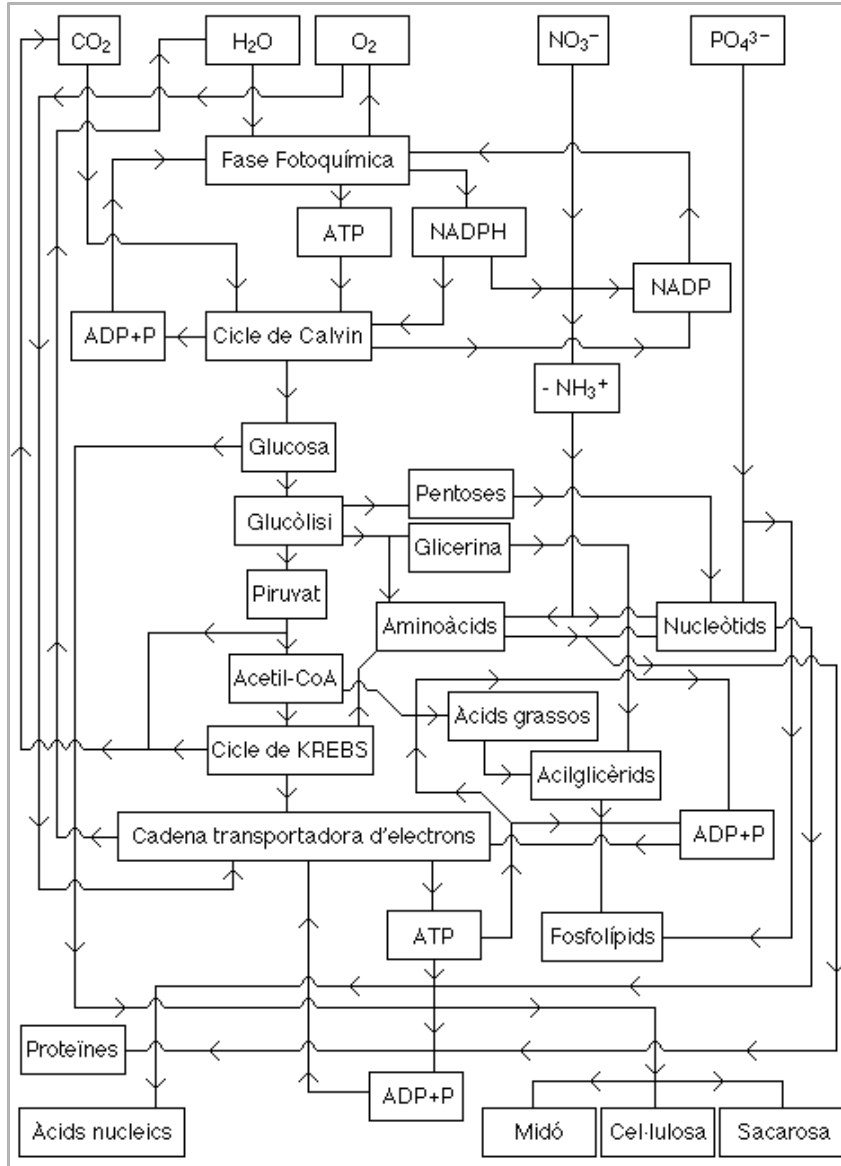 CO₂
H₂O
O₂
NO₃⁻
PO₄³⁻
Fase Fotoquímica
ATP
NADPH
NADP
ADP+P
Cicle de Calvin
- NH₃⁺
Glucosa
Pentoses
Glucòlisi
Glicerina
Piruvat
Aminoàcids
Nucleòtids
Acetil-CoA
Àcids grassos
Cicle de KREBS
Acilglicèrids
Cadena transportadora d'electrons
ADP+P
ATP
Fosfolípids
Proteïnes
ADP+P
Àcids nucleics
Midó
Cel·lulosa
Sacarosa